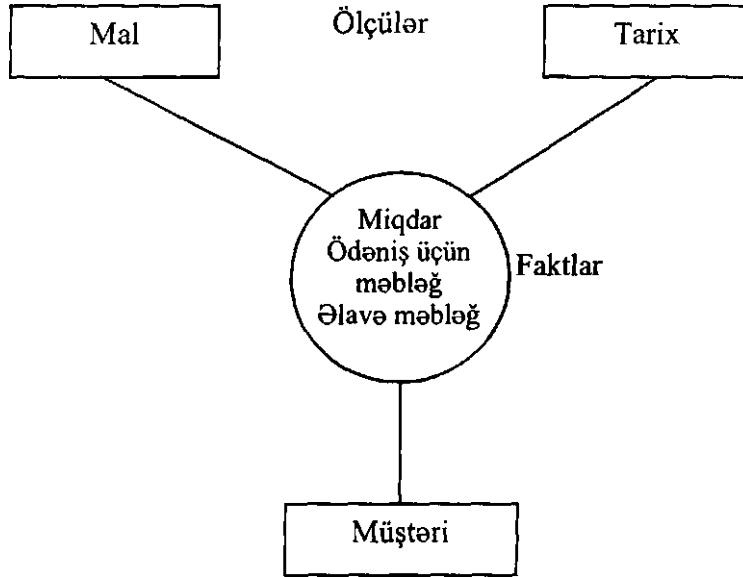 Mal
Ölçülər
Tarix
Miqdar
Ödəniş üçün
məbləğ
Əlavə məbləğ
Faktlar
Müştəri